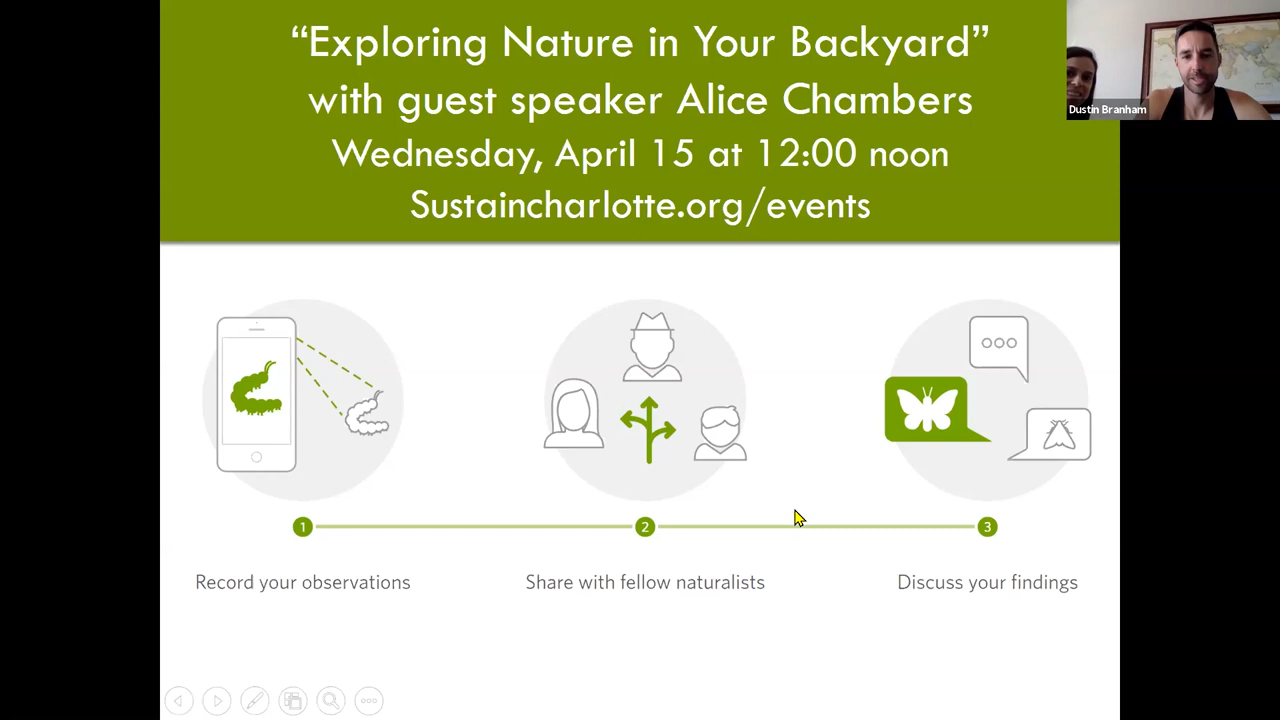 “Exploring Nature in Your Backyard”
with guest speaker Alice Chambers
Wednesday, April 15 at 12:00 noon
Sustaincharlotte.org/events
Dustin Branham
1
2
3
Record your observations
Share with fellow naturalists
Discuss your findings